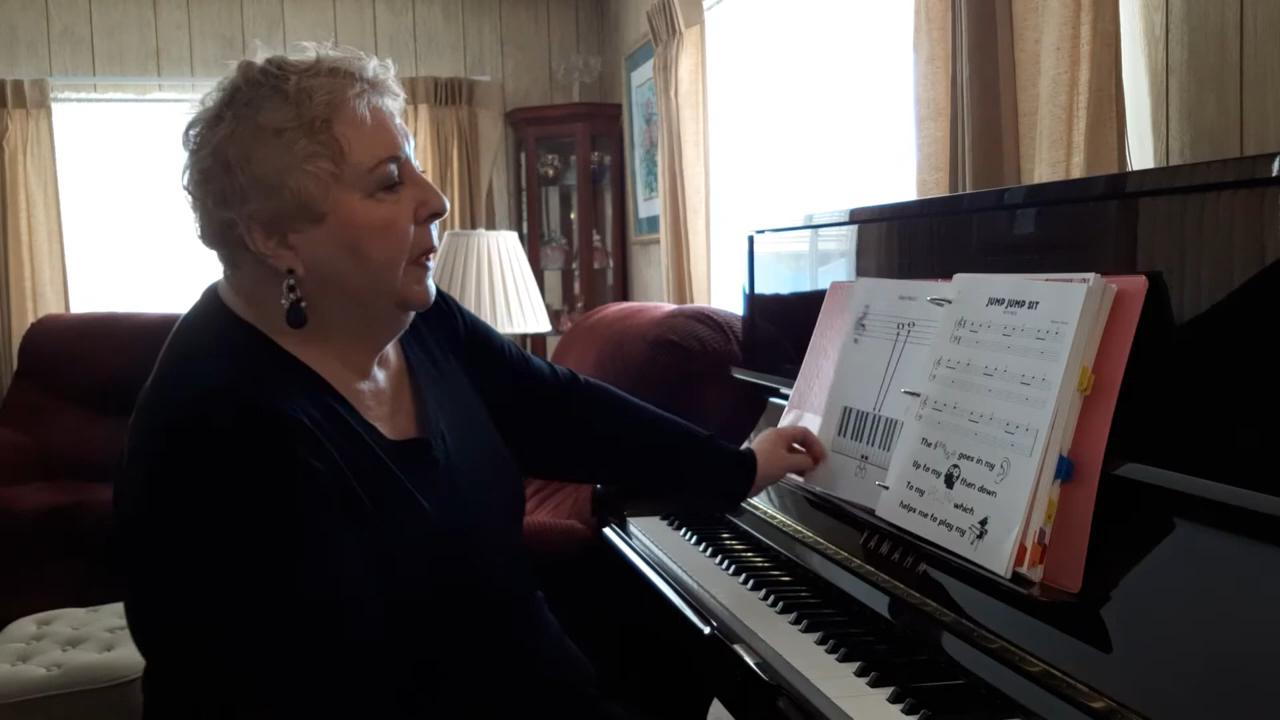 JUMP JUMP SIT
The goes in my
Up to my then down
To my which
helps me to play my
YAMAHA